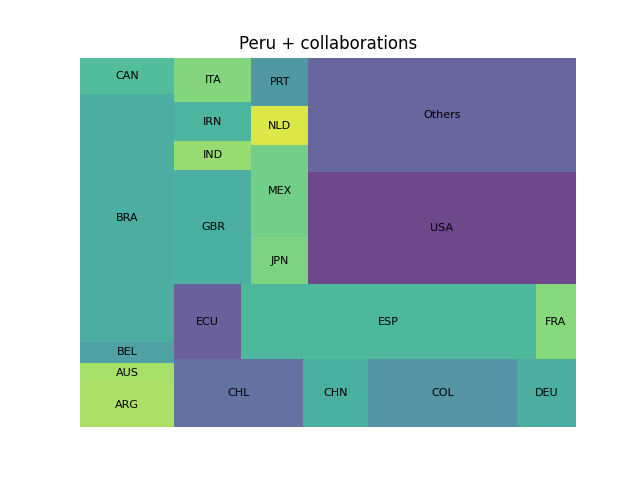 Peru + collaborations
CAN
ITA
PRT
Others
IRN
NLD
IND
MEX
BRA
GBR
USA
JPN
ECU
ESP
FRA
BEL
AUS
ARG
CHL
CHN
COL
DEU